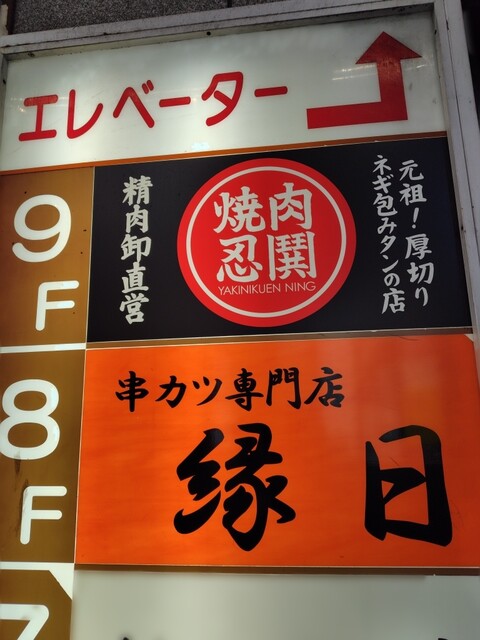 エレベーター
9F
精肉卸直営
焼肉
忍鬨
YAKINIKUEN NING
元祖!厚切り
ネギ包みタンの店
8F
串カツ専門店
縁日
7